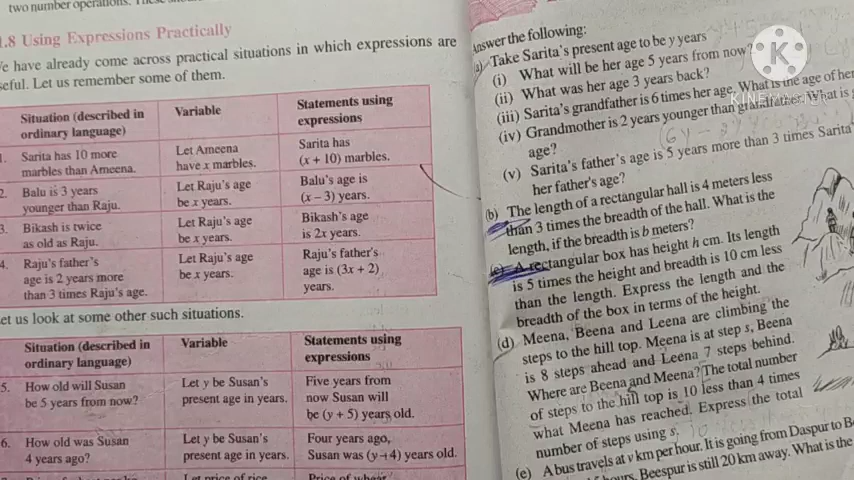 two number operations. These
1.8 Using Expressions Practically
We have already come across practical situations in which expressions are
useful. Let us remember some of them.
Situation (described in ordinary language) Variable Statements using expressions
1. Sarita has 10 more marbles than Ameena. Let Ameena have x marbles. Sarita has (x + 10) marbles.
2. Balu is 3 years younger than Raju. Let Raju's age be x years. Balu's age is (x – 3) years.
3. Bikash is twice as old as Raju. Let Raju's age be x years. Bikash's age is 2x years.
4. Raju's father's age is 2 years more than 3 times Raju's age. Let Raju's age be x years. Raju's father's age is (3x + 2) years.
Let us look at some other such situations.
Situation (described in ordinary language) Variable Statements using expressions
5. How old will Susan be 5 years from now? Let y be Susan's present age in years. Five years from now Susan will be (y + 5) years old.
6. How old was Susan 4 years ago? Let y be Susan's present age in years. Four years ago, Susan was (y – 4) years old.
Let price of rice Price of wheat
Answer the following:
(a) Take Sarita's present age to be y years
(i) What will be her age 5 years from now?
(ii) What was her age 3 years back?
(iii) Sarita's grandfather is 6 times her age. What is the age of her
(iv) Grandmother is 2 years younger than grandfather. What is
age?
(v) Sarita's father's age is 5 years more than 3 times Sarita's
her father's age?
(b) The length of a rectangular hall is 4 meters less
than 3 times the breadth of the hall. What is the
length, if the breadth is b meters?
(c) A rectangular box has height h cm. Its length
is 5 times the height and breadth is 10 cm less
than the length. Express the length and the
breadth of the box in terms of the height.
(d) Meena, Beena and Leena are climbing the
steps to the hill top. Meena is at step s, Beena
is 8 steps ahead and Leena 7 steps behind.
Where are Beena and Meena? The total number
of steps to the hill top is 10 less than 4 times
what Meena has reached. Express the total
number of steps using s.
(e) A bus travels at v km per hour. It is going from Daspur to
hours, Beespur is still 20 km away. What is the
K